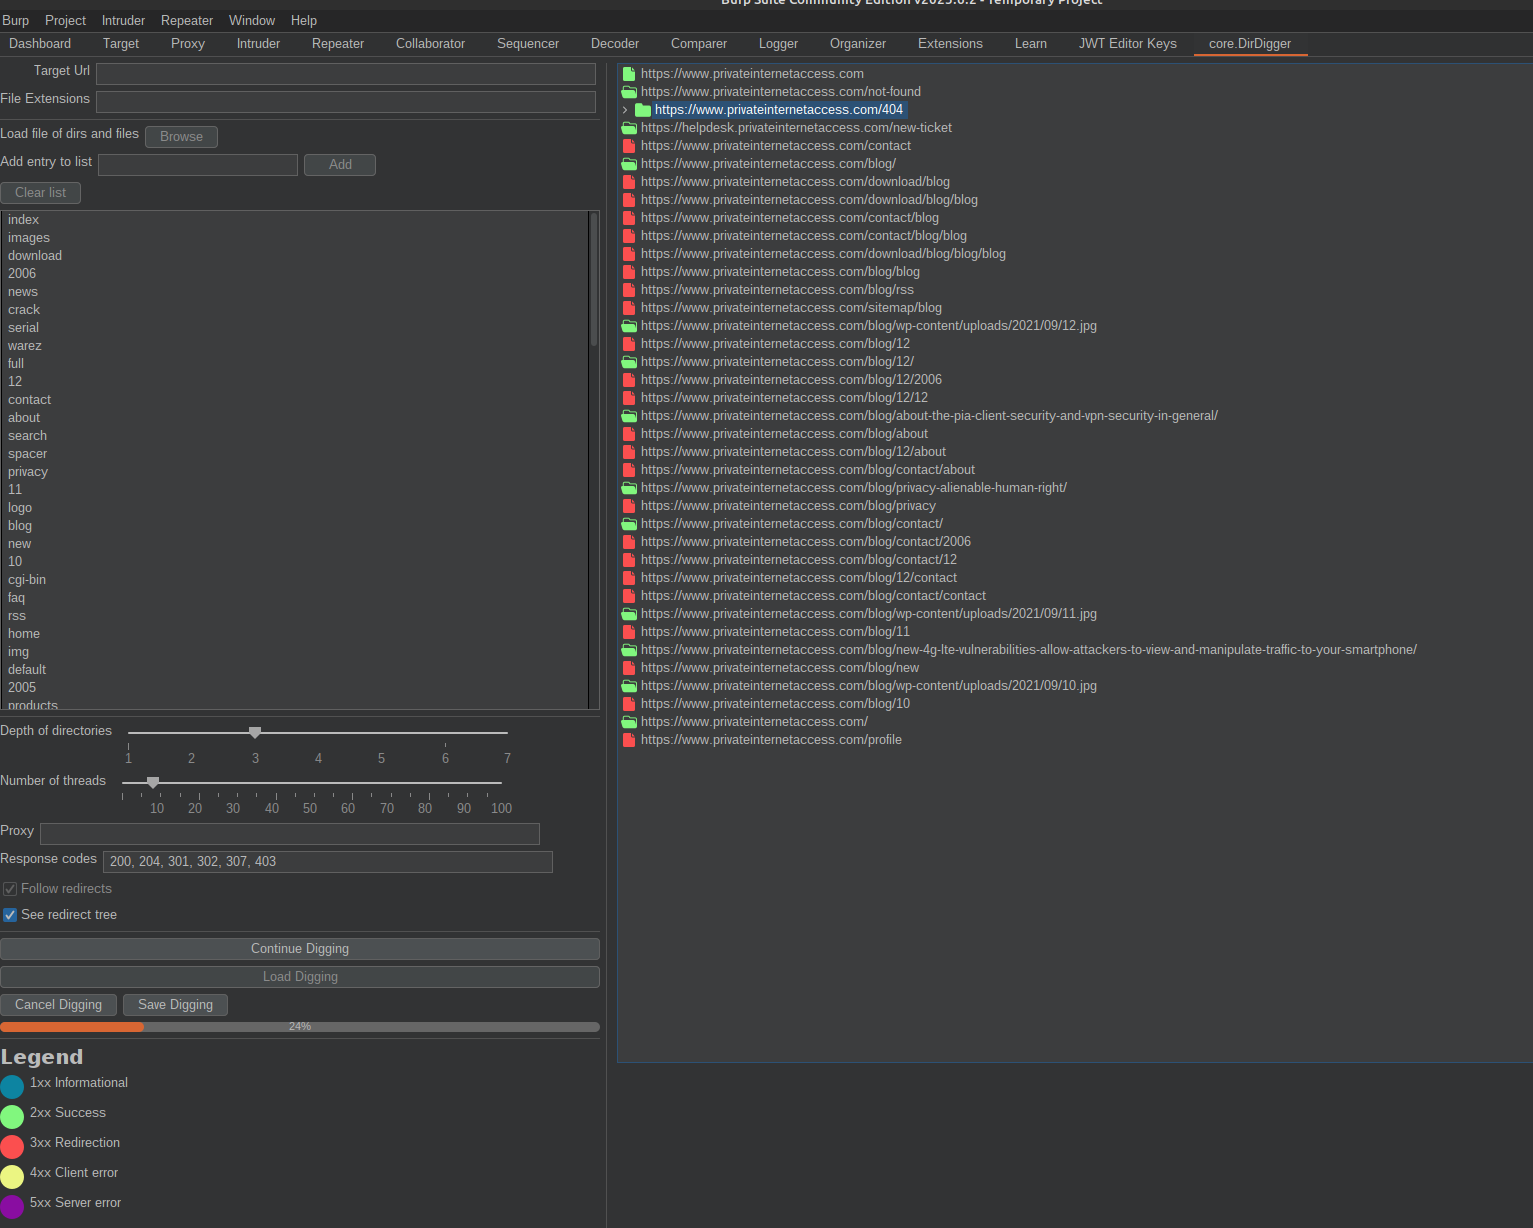 Burp Suite Community Edition v2025.6.2 - Temporary Project
Burp Project Intruder Repeater Window Help
Dashboard Target Proxy Intruder Repeater Collaborator Sequencer Decoder Comparer Logger Organizer Extensions Learn JWT Editor Keys core.DirDigger
Target Url
File Extensions
Load file of dirs and files Browse
Add entry to list Add
Clear list
index
images
download
2006
news
crack
serial
warez
full
12
contact
about
search
spacer
privacy
11
logo
blog
new
10
cgi-bin
faq
rss
home
img
default
2005
products
Depth of directories
1 2 3 4 5 6 7
Number of threads
10 20 30 40 50 60 70 80 90 100
Proxy
Response codes 200, 204, 301, 302, 307, 403
Follow redirects
See redirect tree
Continue Digging
Load Digging
Cancel Digging Save Digging
24%
Legend
1xx Informational
2xx Success
3xx Redirection
4xx Client error
5xx Server error
https://www.privateinternetaccess.com
https://www.privateinternetaccess.com/not-found
https://www.privateinternetaccess.com/404
https://helpdesk.privateinternetaccess.com/new-ticket
https://www.privateinternetaccess.com/contact
https://www.privateinternetaccess.com/blog/
https://www.privateinternetaccess.com/download/blog
https://www.privateinternetaccess.com/download/blog/blog
https://www.privateinternetaccess.com/contact/blog
https://www.privateinternetaccess.com/contact/blog/blog
https://www.privateinternetaccess.com/download/blog/blog/blog
https://www.privateinternetaccess.com/blog/blog
https://www.privateinternetaccess.com/blog/rss
https://www.privateinternetaccess.com/sitemap/blog
https://www.privateinternetaccess.com/blog/wp-content/uploads/2021/09/12.jpg
https://www.privateinternetaccess.com/blog/12
https://www.privateinternetaccess.com/blog/12/
https://www.privateinternetaccess.com/blog/12/2006
https://www.privateinternetaccess.com/blog/12/12
https://www.privateinternetaccess.com/blog/about-the-pia-client-security-and-vpn-security-in-general/
https://www.privateinternetaccess.com/blog/about
https://www.privateinternetaccess.com/blog/12/about
https://www.privateinternetaccess.com/blog/contact/about
https://www.privateinternetaccess.com/blog/privacy-alienable-human-right/
https://www.privateinternetaccess.com/blog/privacy
https://www.privateinternetaccess.com/blog/contact/
https://www.privateinternetaccess.com/blog/contact/2006
https://www.privateinternetaccess.com/blog/contact/12
https://www.privateinternetaccess.com/blog/12/contact
https://www.privateinternetaccess.com/blog/contact/contact
https://www.privateinternetaccess.com/blog/wp-content/uploads/2021/09/11.jpg
https://www.privateinternetaccess.com/blog/11
https://www.privateinternetaccess.com/blog/new-4g-lte-vulnerabilities-allow-attackers-to-view-and-manipulate-traffic-to-your-smartphone/
https://www.privateinternetaccess.com/blog/new
https://www.privateinternetaccess.com/blog/wp-content/uploads/2021/09/10.jpg
https://www.privateinternetaccess.com/blog/10
https://www.privateinternetaccess.com/
https://www.privateinternetaccess.com/profile